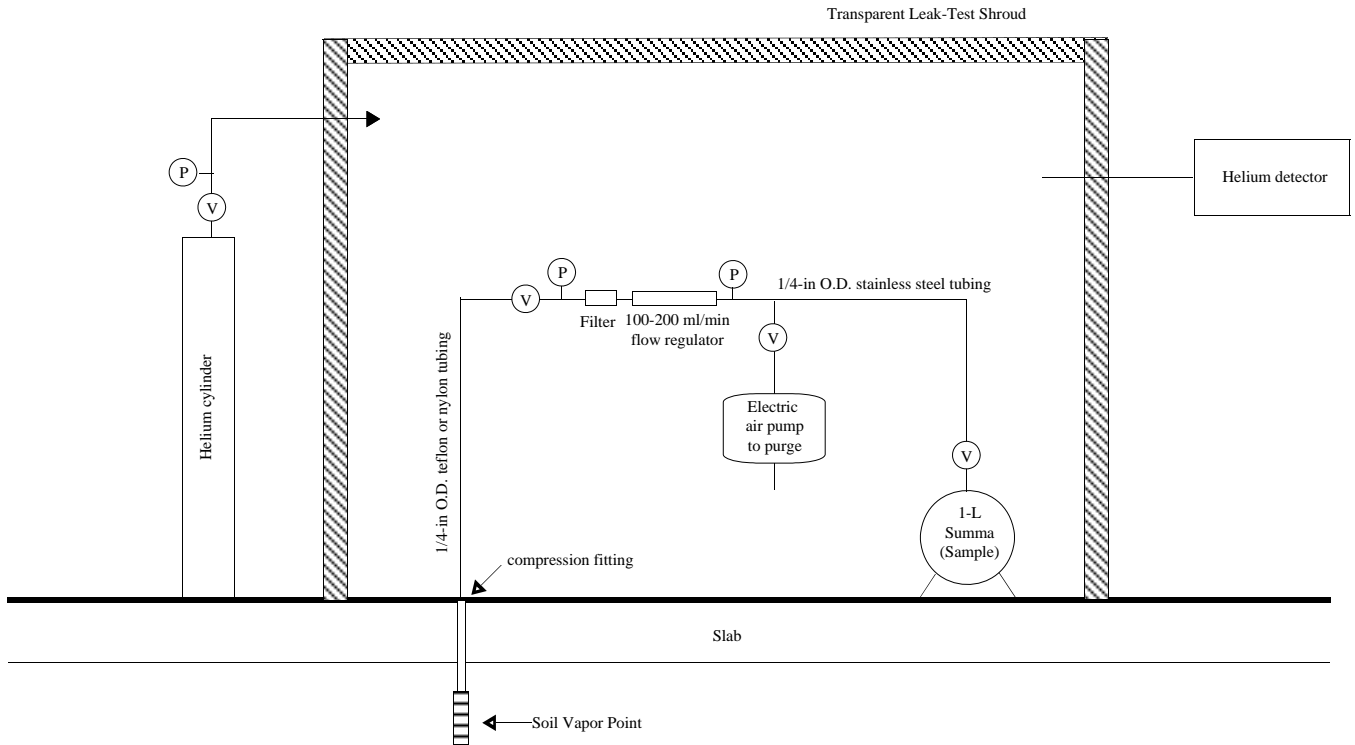 Transparent Leak-Test Shroud
P
V
Helium detector
P
P
V
1/4-in O.D. stainless steel tubing
Filter
100-200 ml/min
flow regulator
V
Helium cylinder
1/4-in O.D. teflon or nylon tubing
Electric
air pump
to purge
V
1-L
Summa
(Sample)
compression fitting
Slab
Soil Vapor Point